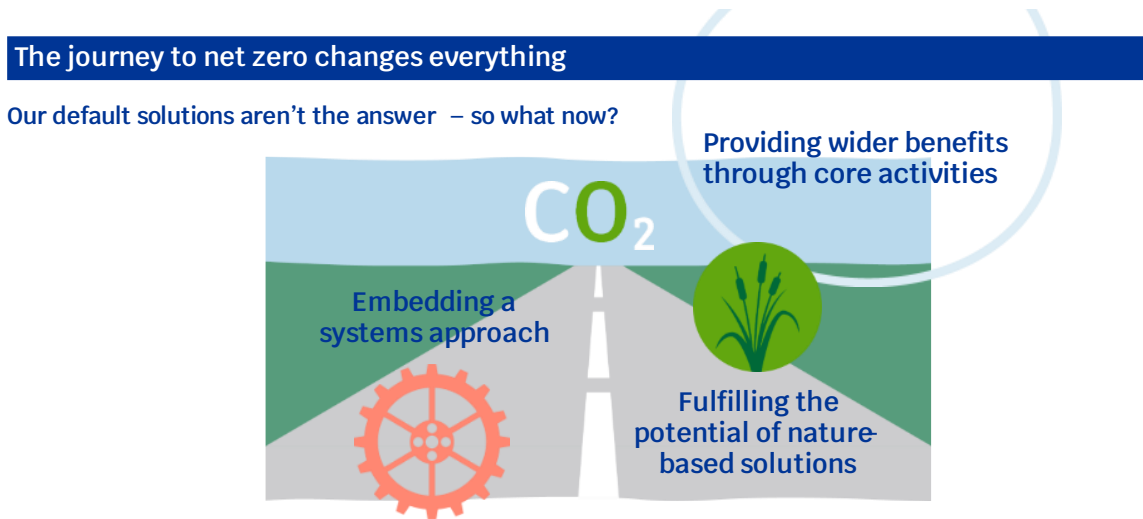 The journey to net zero changes everything
Our default solutions aren't the answer – so what now?
Providing wider benefits
through core activities
CO₂
Embedding a
systems approach
Fulfilling the
potential of nature-
based solutions